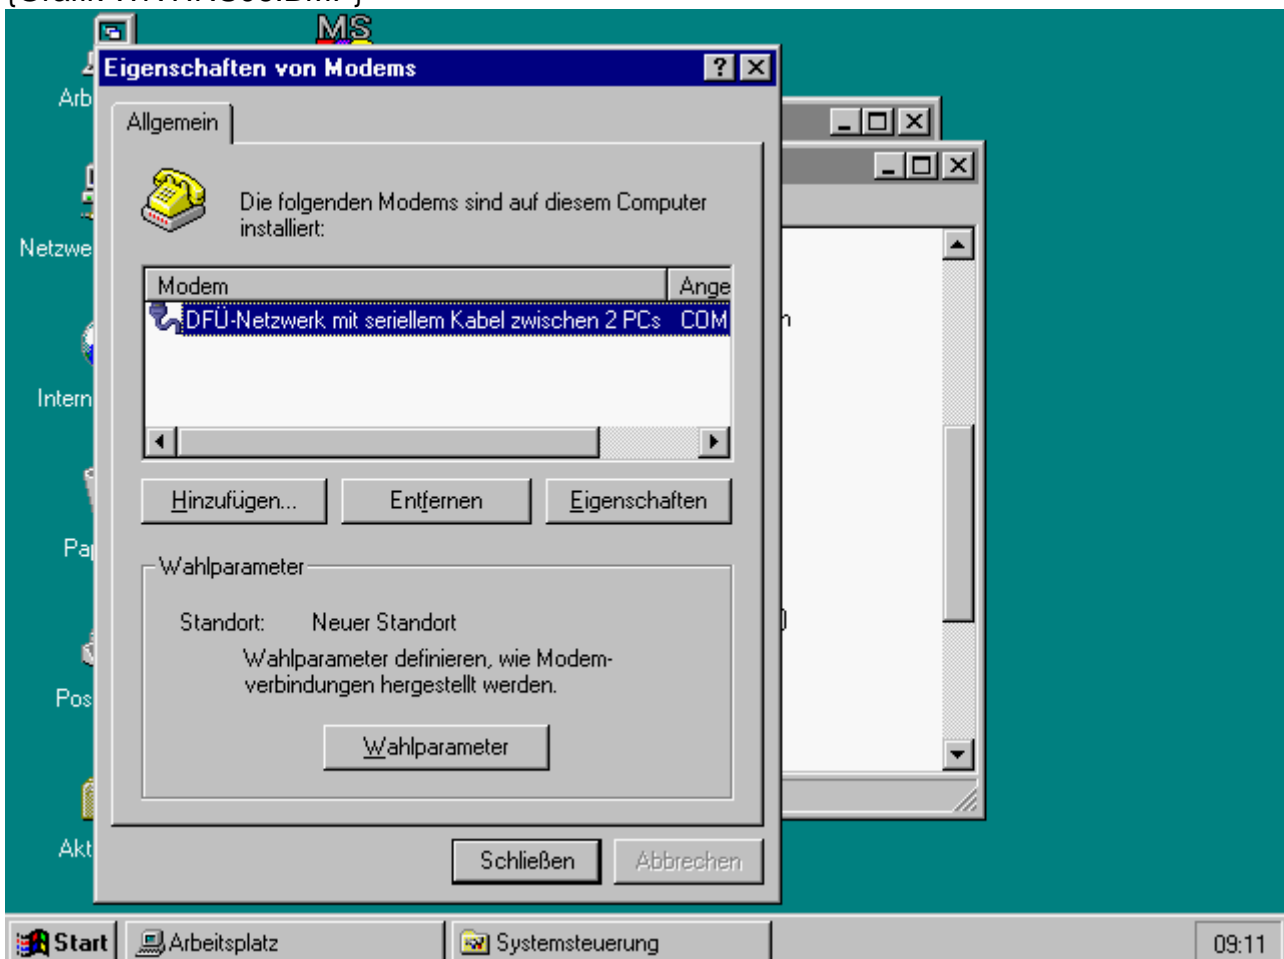 MS
Eigenschaften von Modems
Arb
Allgemein
Die folgenden Modems sind auf diesem Computer
installiert:
Netzwe
Modem Ange
DFÜ-Netzwerk mit seriellem Kabel zwischen 2 PCs COM
n
Intern
Hinzufügen... Entfernen Eigenschaften
Pap
Wahlparameter
Standort: Neuer Standort
)
Wahlparameter definieren, wie Modem-
verbindungen hergestellt werden.
Pos
Wahlparameter
Akt
Schließen Abbrechen
Start Arbeitsplatz Systemsteuerung 09:11